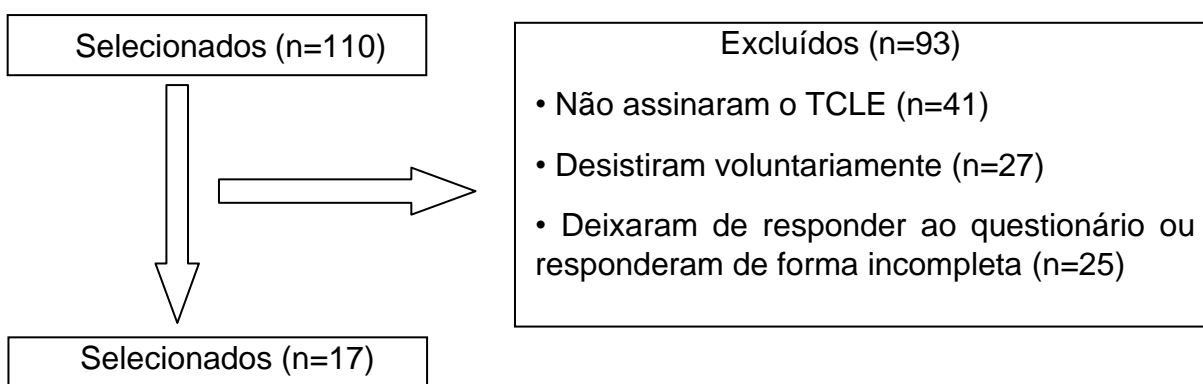 Selecionados (n=110)
Excluídos (n=93)
• Não assinaram o TCLE (n=41)
• Desistiram voluntariamente (n=27)
• Deixaram de responder ao questionário ou
responderam de forma incompleta (n=25)
Selecionados (n=17)